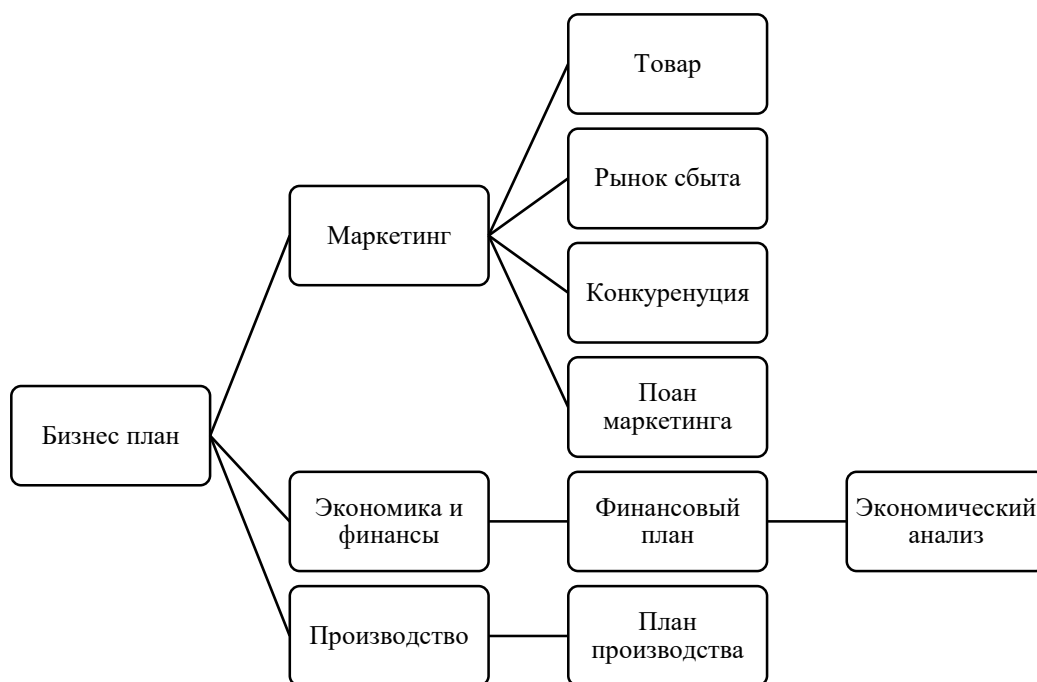 Товар
Рынок сбыта
Маркетинг
Конкуренуция
Поан
маркетинга
Бизнес план
Экономика и
финансы
Финансовый
план
Экономический
анализ
Производство
План
производства